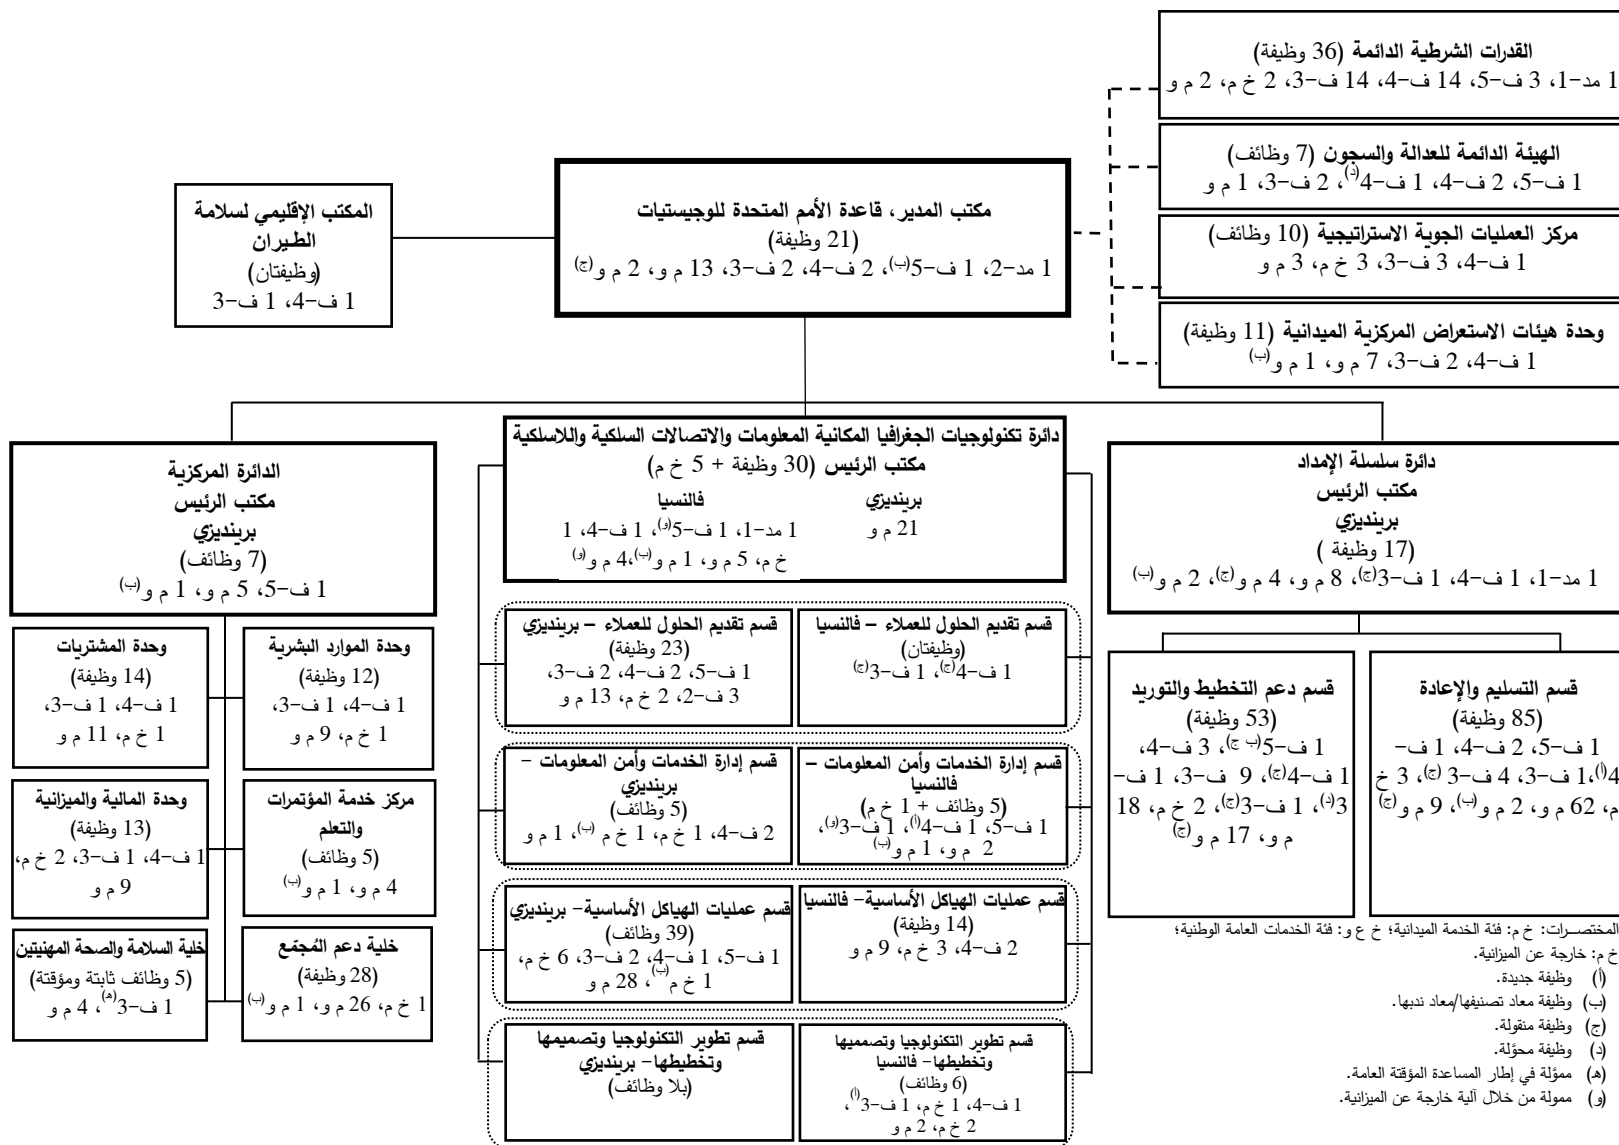 القدرات الشرطية الدائمة (36 وظيفة)
1 مد-1، 3 ف-5، 14 ف-4، 14 ف-3، 2 خ م، 2 م و
الهيئة الدائمة للعدالة والسجون (7 وظائف)
1 ف-5، 2 ف-4، 1 ف-4(د)، 2 ف-3، 1 م و
مركز العمليات الجوية الاستراتيجية (10 وظائف)
1 ف-4، 3 ف-3، 3 خ م، 3 م و
وحدة هيئات الاستعراض المركزية الميدانية (11 وظيفة)
1 ف-4، 2 ف-3، 7 م و، 1 م و(ب)
مكتب المدير، قاعدة الأمم المتحدة للوجيستيات
(21 وظيفة)
1 مد-2، 1 ف-5(ب)، 2 ف-4، 2 ف-3، 13 م و، 2 م و(ج)
المكتب الإقليمي لسلامة
الطيران
(وظيفتان)
1 ف-4، 1 ف-3
دائرة سلسلة الإمداد
مكتب الرئيس
برينديزي
(17 وظيفة )
1 مد-1، 1 ف-4، 1 ف-3(ج)، 8 م و، 4 م و(ج)، 2 م و(ب)
قسم التسليم والإعادة
(85 وظيفة)
1 ف-5، 2 ف-4، 1 ف-
4(أ)، 1 ف-3، 4 ف-3 (ج)، 3 خ
م، 62 م و، 2 م و(ب)، 9 م و(ج)
قسم دعم التخطيط والتوريد
(53 وظيفة)
1 ف-5(ب ج)، 3 ف-4،
1 ف-4(ج)، 9 ف-3، 1 ف-
3(د)، 1 ف-3(ج)، 2 خ م، 18
م و، 17 م و(ج)
دائرة تكنولوجيات الجغرافيا المكانية المعلومات والاتصالات السلكية واللاسلكية
مكتب الرئيس (30 وظيفة + 5 خ م)
برينديزي
21 م و
فالنسيا
1 مد-1، 1 ف-5(و)، 1 ف-4، 1
خ م، 5 م و، 1 م و(ب)،4 م و(و)
قسم تقديم الحلول للعملاء – فالنسيا
(وظيفتان)
1 ف-4(ج)، 1 ف-3(ج)
قسم تقديم الحلول للعملاء – برينديزي
(23 وظيفة)
1 ف-5، 2 ف-4، 2 ف-3،
3 ف-2، 2 خ م، 13 م و
قسم إدارة الخدمات وأمن المعلومات –
فالنسيا
(5 وظائف + 1 خ م)
1 ف-5، 1 ف-4(أ)، 1 ف-3(و)،
2 م و، 1 م و(ب)
قسم إدارة الخدمات وأمن المعلومات –
برينديزي
(5 وظائف)
2 ف-4، 1 خ م، 1 خ م (ب)، 1 م و
قسم عمليات الهياكل الأساسية- فالنسيا
(14 وظيفة)
2 ف-4، 3 خ م، 9 م و
قسم عمليات الهياكل الأساسية- برينديزي
(39 وظائف)
1 ف-5، 1 ف-4، 2 ف-3، 6 خ م،
1 خ م(ب)، 28 م و
قسم تطوير التكنولوجيا وتصميمها
وتخطيطها- فالنسيا
(6 وظائف)
1 ف-4، 1 خ م، 1 ف-3(أ)،
2 خ م، 2 م و
قسم تطوير التكنولوجيا وتصميمها
وتخطيطها- برينديزي
(بلا وظائف)
الدائرة المركزية
مكتب الرئيس
برينديزي
(7 وظائف)
1 ف-5، 5 م و، 1 م و(ب)
وحدة الموارد البشرية
(12 وظيفة)
1 ف-4، 1 ف-3،
1 خ م، 9 م و
وحدة المشتريات
(14 وظيفة)
1 ف-4، 1 ف-3،
1 خ م، 11 م و
مركز خدمة المؤتمرات
والتعلم
(5 وظائف)
4 م و، 1 م و(ب)
وحدة المالية والميزانية
(13 وظيفة)
1 ف-4، 1 ف-3، 2 خ م،
9 م و
خلية دعم المُجمّع
(28 وظيفة)
1 خ م، 26 م و، 1 م و(ب)
خلية السلامة والصحة المهنيتين
(5 وظائف ثابتة ومؤقتة)
1 ف-3(ه)، 4 م و
المختصـرات: خ م: فئة الخدمة الميدانية؛ خ ع و: فئة الخدمات العامة الوطنية؛
خ م: خارجة عن الميزانية.
(أ) وظيفة جديدة.
(ب) وظيفة معاد تصنيفها/معاد ندبها.
(ج) وظيفة منقولة.
(د) وظيفة محوّلة.
(ه) ممؤلة في إطار المساعدة المؤقتة العامة.
(و) ممولة من خلال آلية خارجة عن الميزانية.